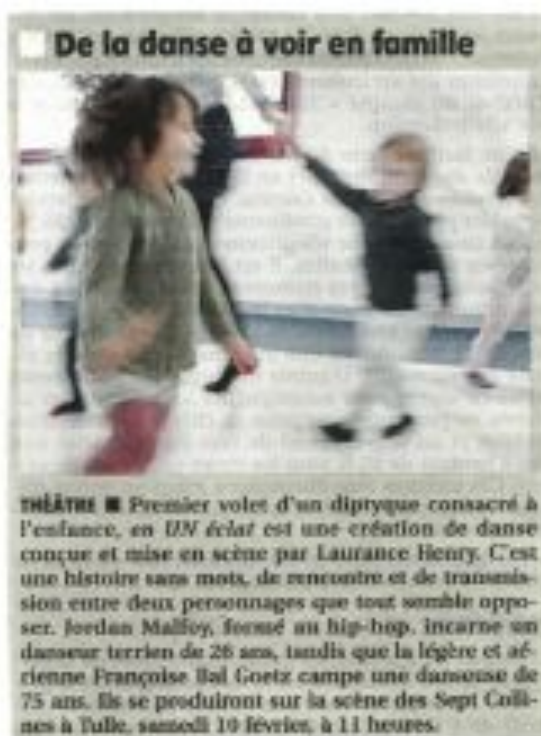 De la danse à voir en famille
THÉÂTRE ■ Premier volet d'un diptyque consacré à
l'enfance, en UN éclat est une création de danse
conçue et mise en scène par Laurance Henry. C'est
une histoire sans mots, de rencontre et de transmis-
sion entre deux personnages que tout semble oppo-
ser. Jordan Malfoy, formé au hip-hop, incarne un
danseur terrien de 26 ans, tandis que la légère et aé-
rienne Françoise Bal Goetz campe une danseuse de
75 ans. Ils se produiront sur la scène des Sept Colli-
nes à Tulle, samedi 10 février, à 11 heures.